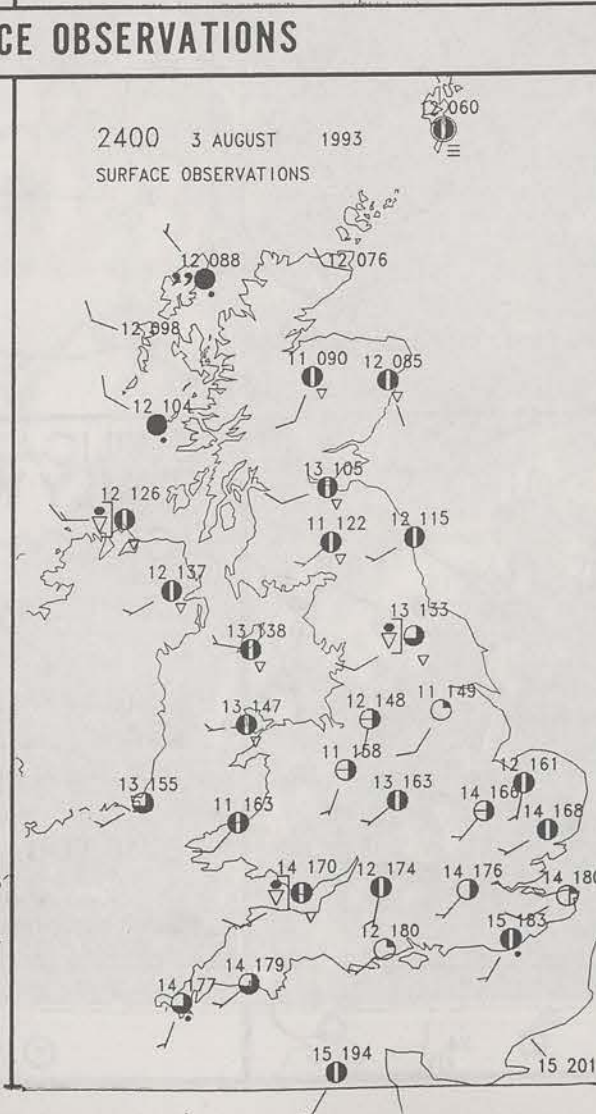 CE OBSERVATIONS
12 060
2400 3 AUGUST 1993
SURFACE OBSERVATIONS
12 088
12 076
12 098
11 090 12 085
12 104
13 105
12 126
11 122 12 115
12 137
13 138 13 133
13 147 12 148 11 149
11 158
13 155 12 161
11 163 13 163 14 166 14 168
14 170 12 174 14 176 14 180
12 180 15 183
14 177 14 179
15 194 15 201